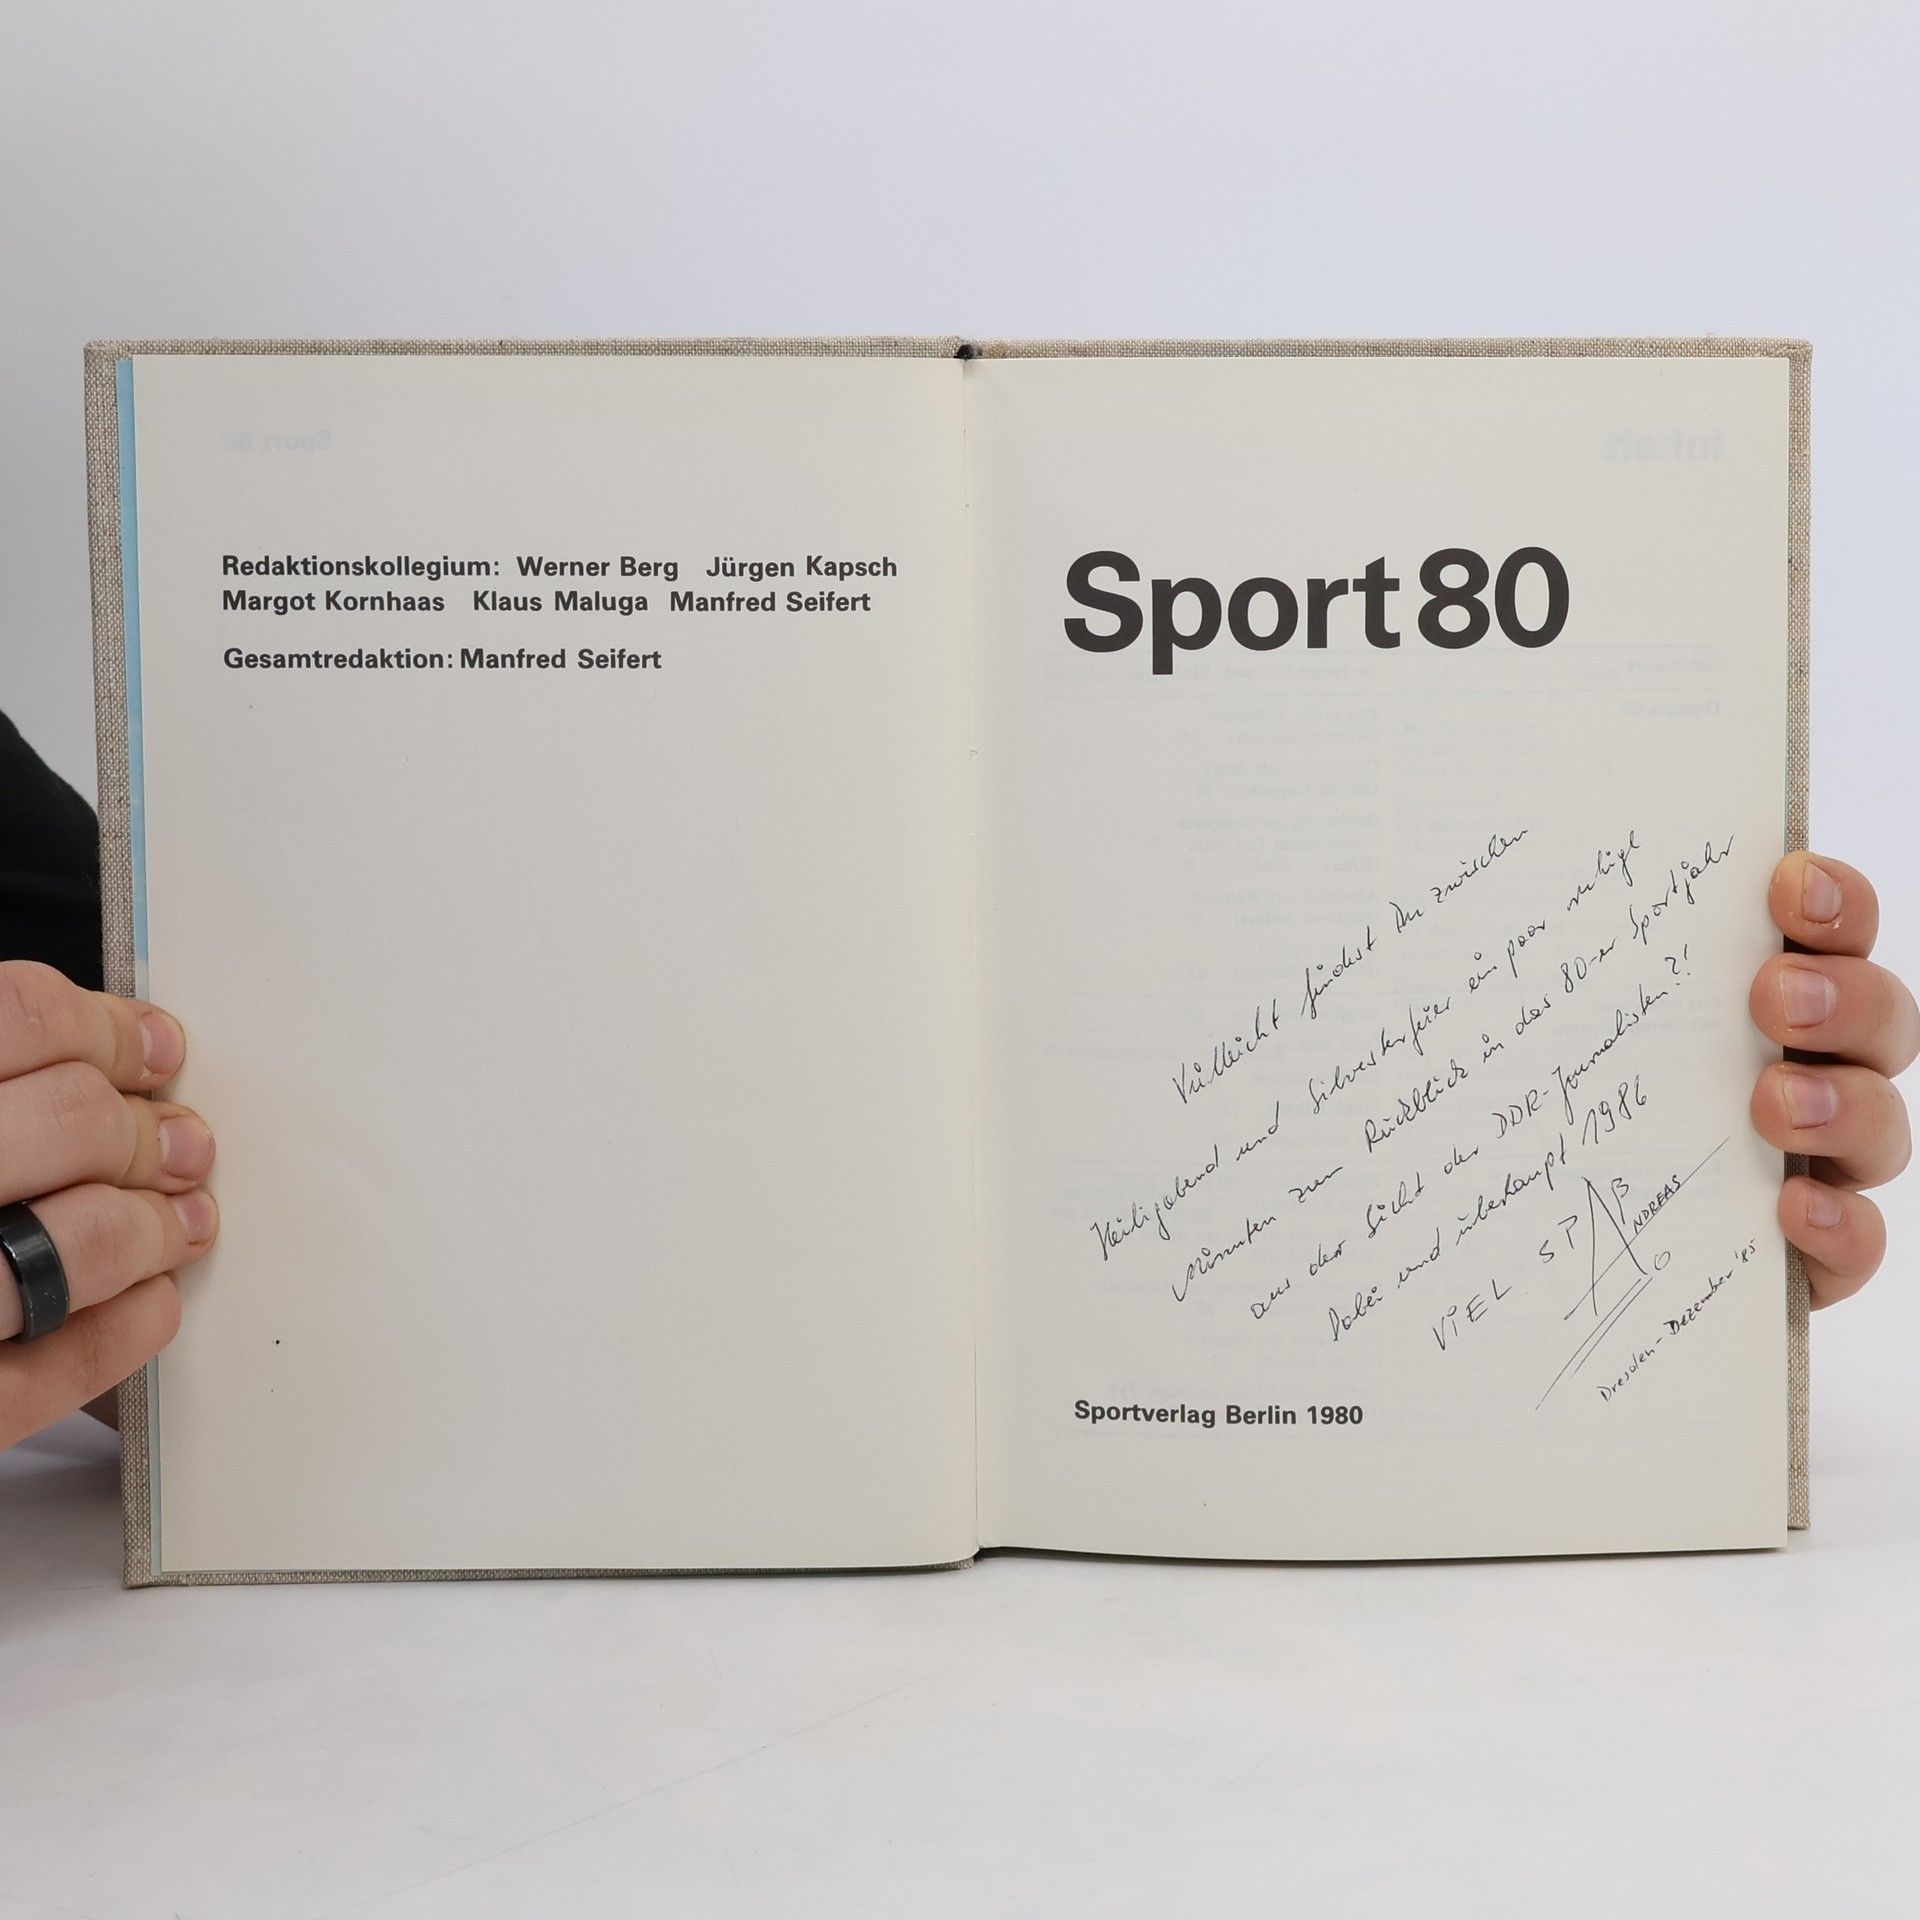 Redaktionskollegium: Werner Berg Jürgen Kapsch
Margot Kornhaas Klaus Maluga Manfred Seifert
Gesamtredaktion: Manfred Seifert
Sport 80
Vielleicht findest Du zwischen
Heiligabend und Silvesterfeier ein paar ruhige
Minuten zum Rückblick in das 80-er Sportjahr
aus der Sicht der DDR-Journalisten?!
Dabei und überhaupt 1986
VIEL SPAß
ANDREAS
Dresden - Dezember '85
Sportverlag Berlin 1980